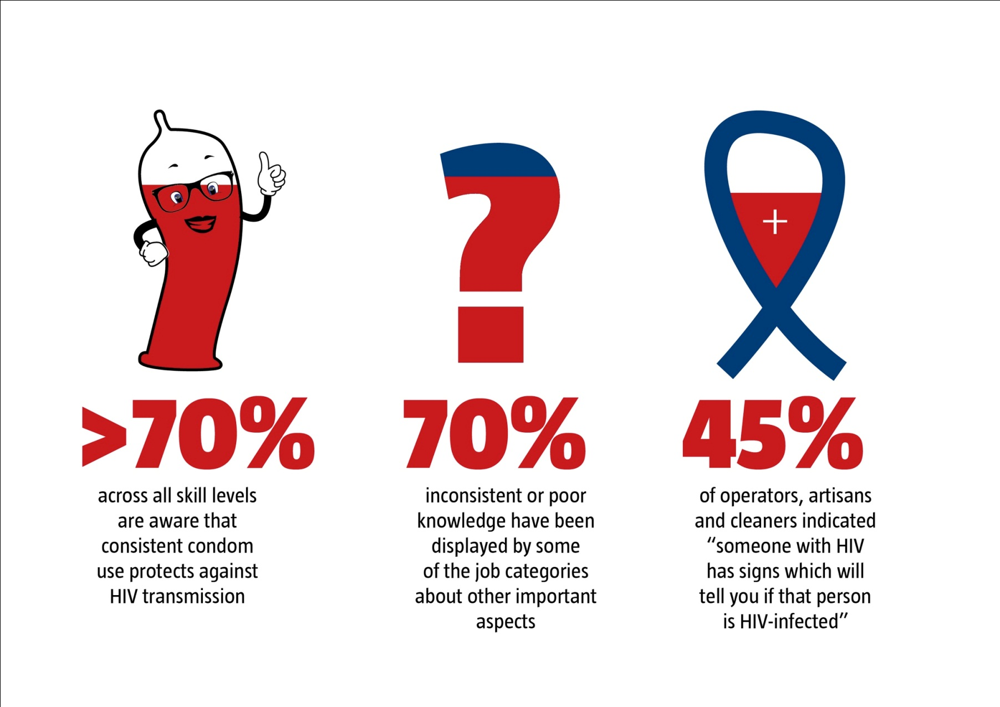 >70%
across all skill levels
are aware that
consistent condom
use protects against
HIV transmission
70%
inconsistent or poor
knowledge have been
displayed by some
of the job categories
about other important
aspects
45%
of operators, artisans
and cleaners indicated
“someone with HIV
has signs which will
tell you if that person
is HIV-infected”